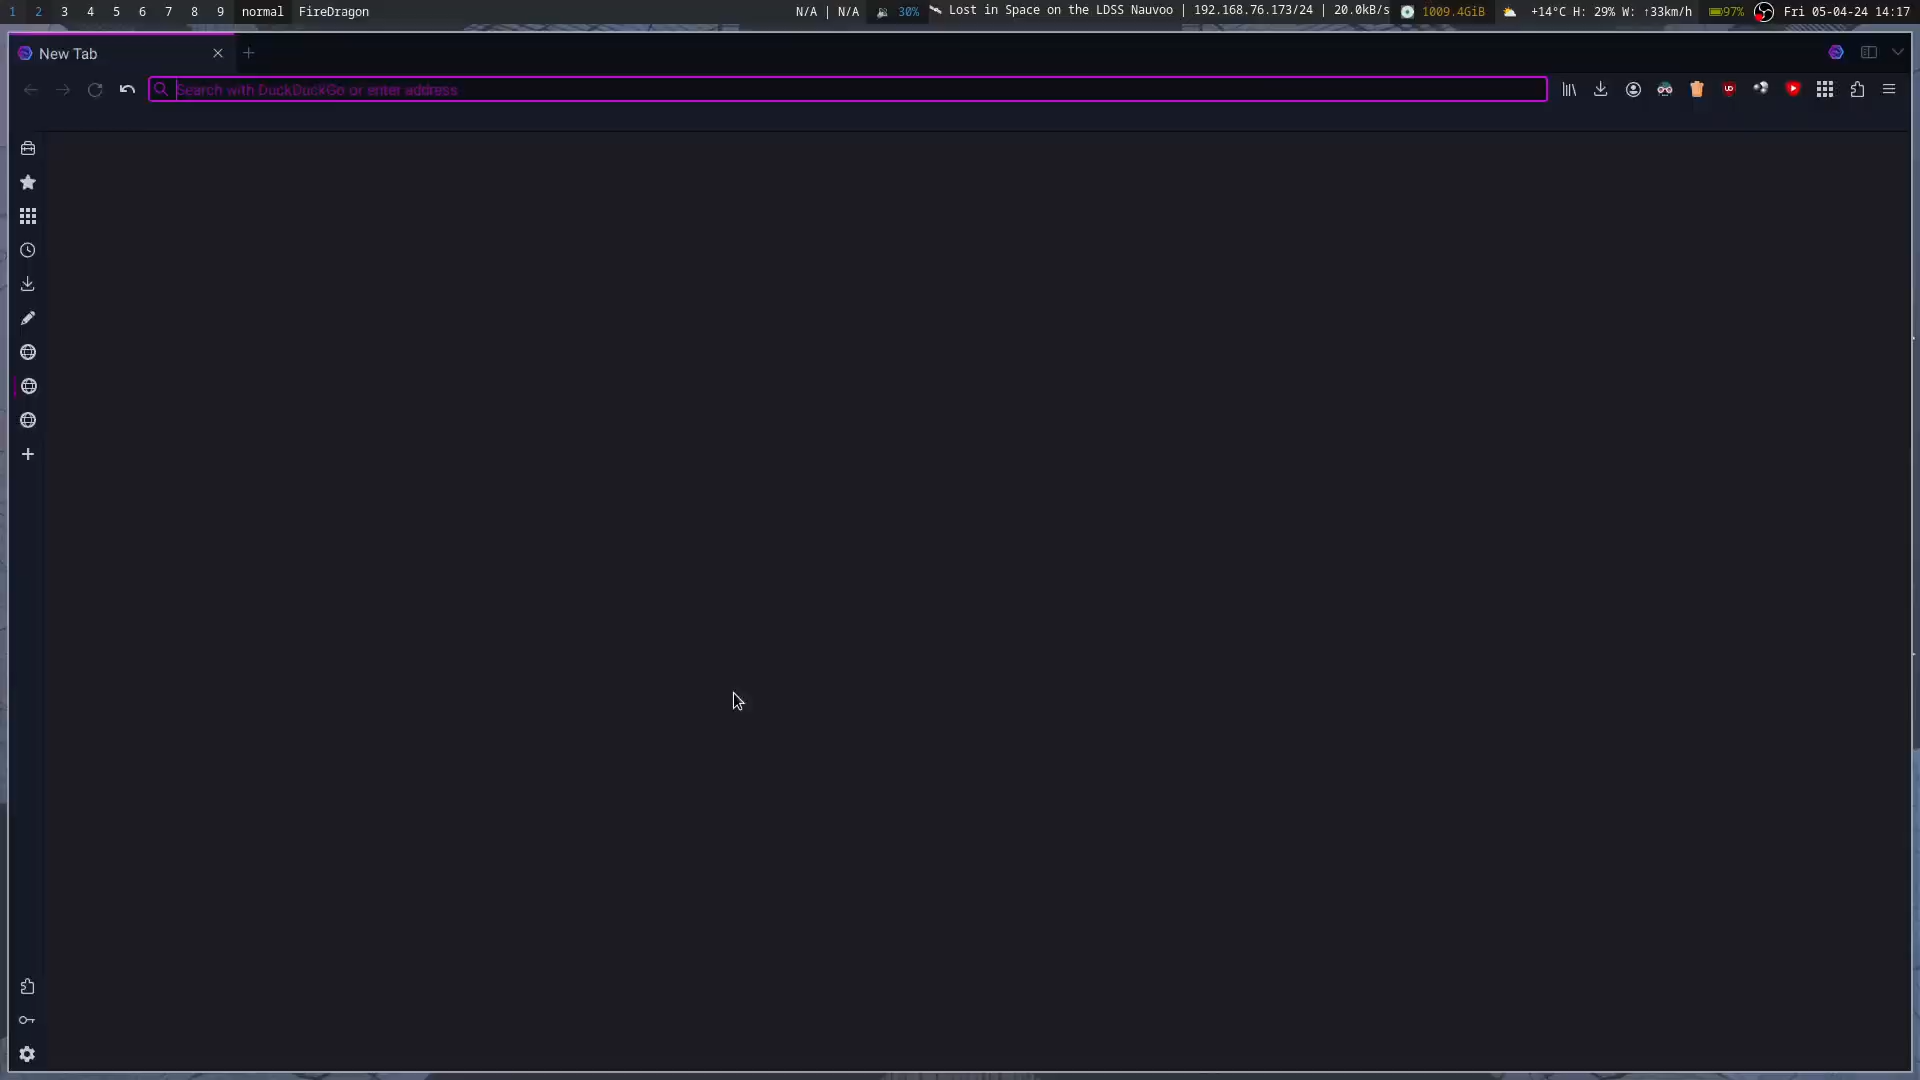 1 2 3 4 5 6 7 8 9 normal FireDragon N/A | N/A 30% Lost in Space on the LDSS Nauvoo | 192.168.76.173/24 | 20.0kB/s 1009.4GiB +14°C H: 29% W: ↑33km/h 97% Fri 05-04-24 14:17
New Tab
Search with DuckDuckGo or enter address